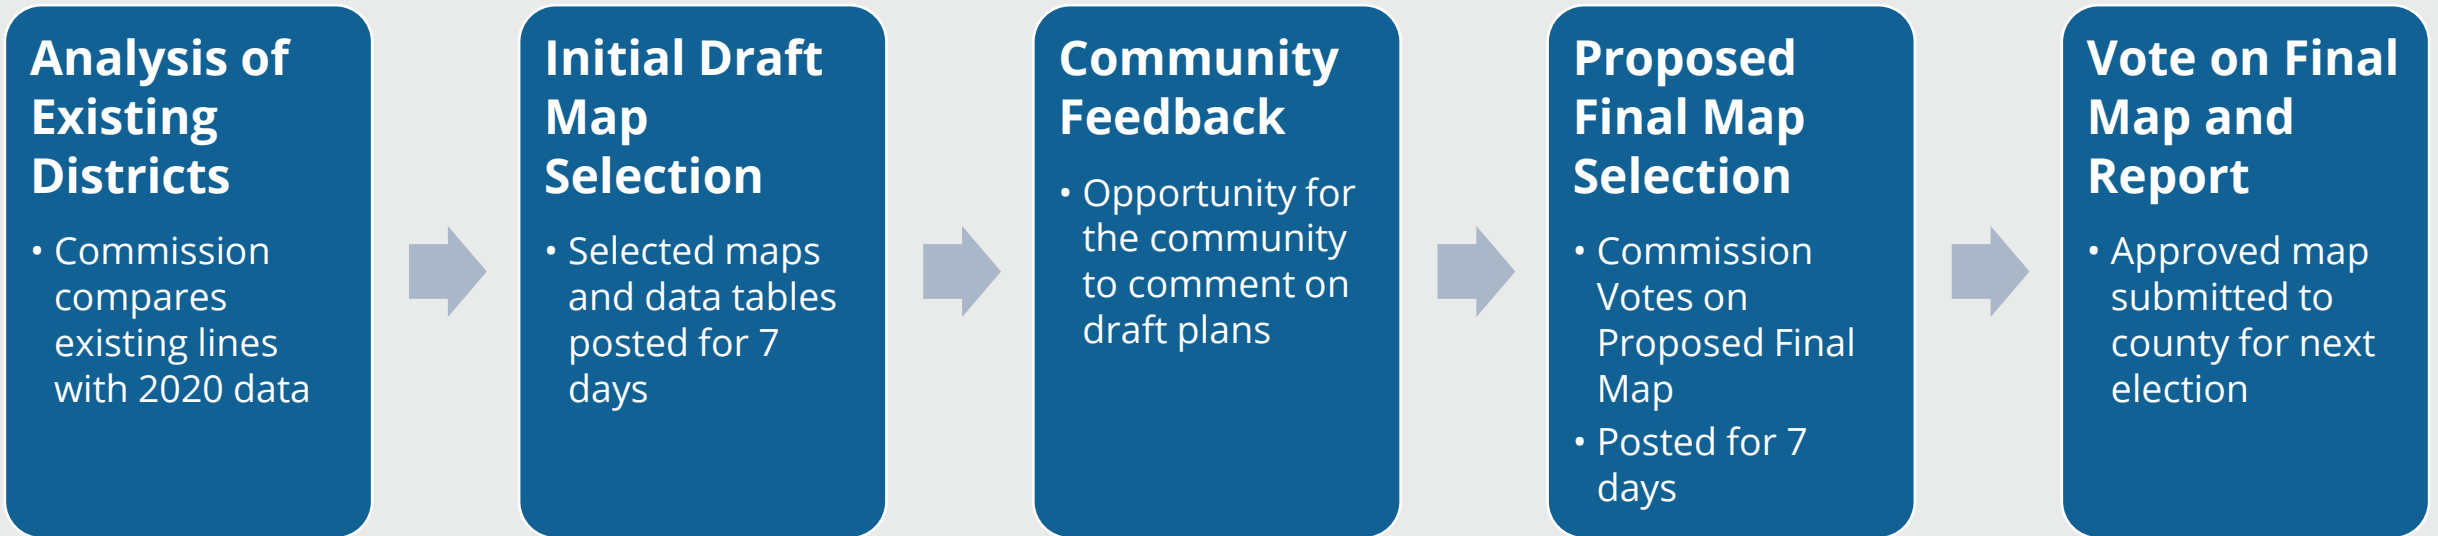 Analysis of
Existing
Districts
• Commission
compares
existing lines
with 2020 data
Initial Draft
Map
Selection
• Selected maps
and data tables
posted for 7
days
Community
Feedback
• Opportunity for
the community
to comment on
draft plans
Proposed
Final Map
Selection
• Commission
Votes on
Proposed Final
Map
• Posted for 7
days
Vote on Final
Map and
Report
• Approved map
submitted to
county for next
election